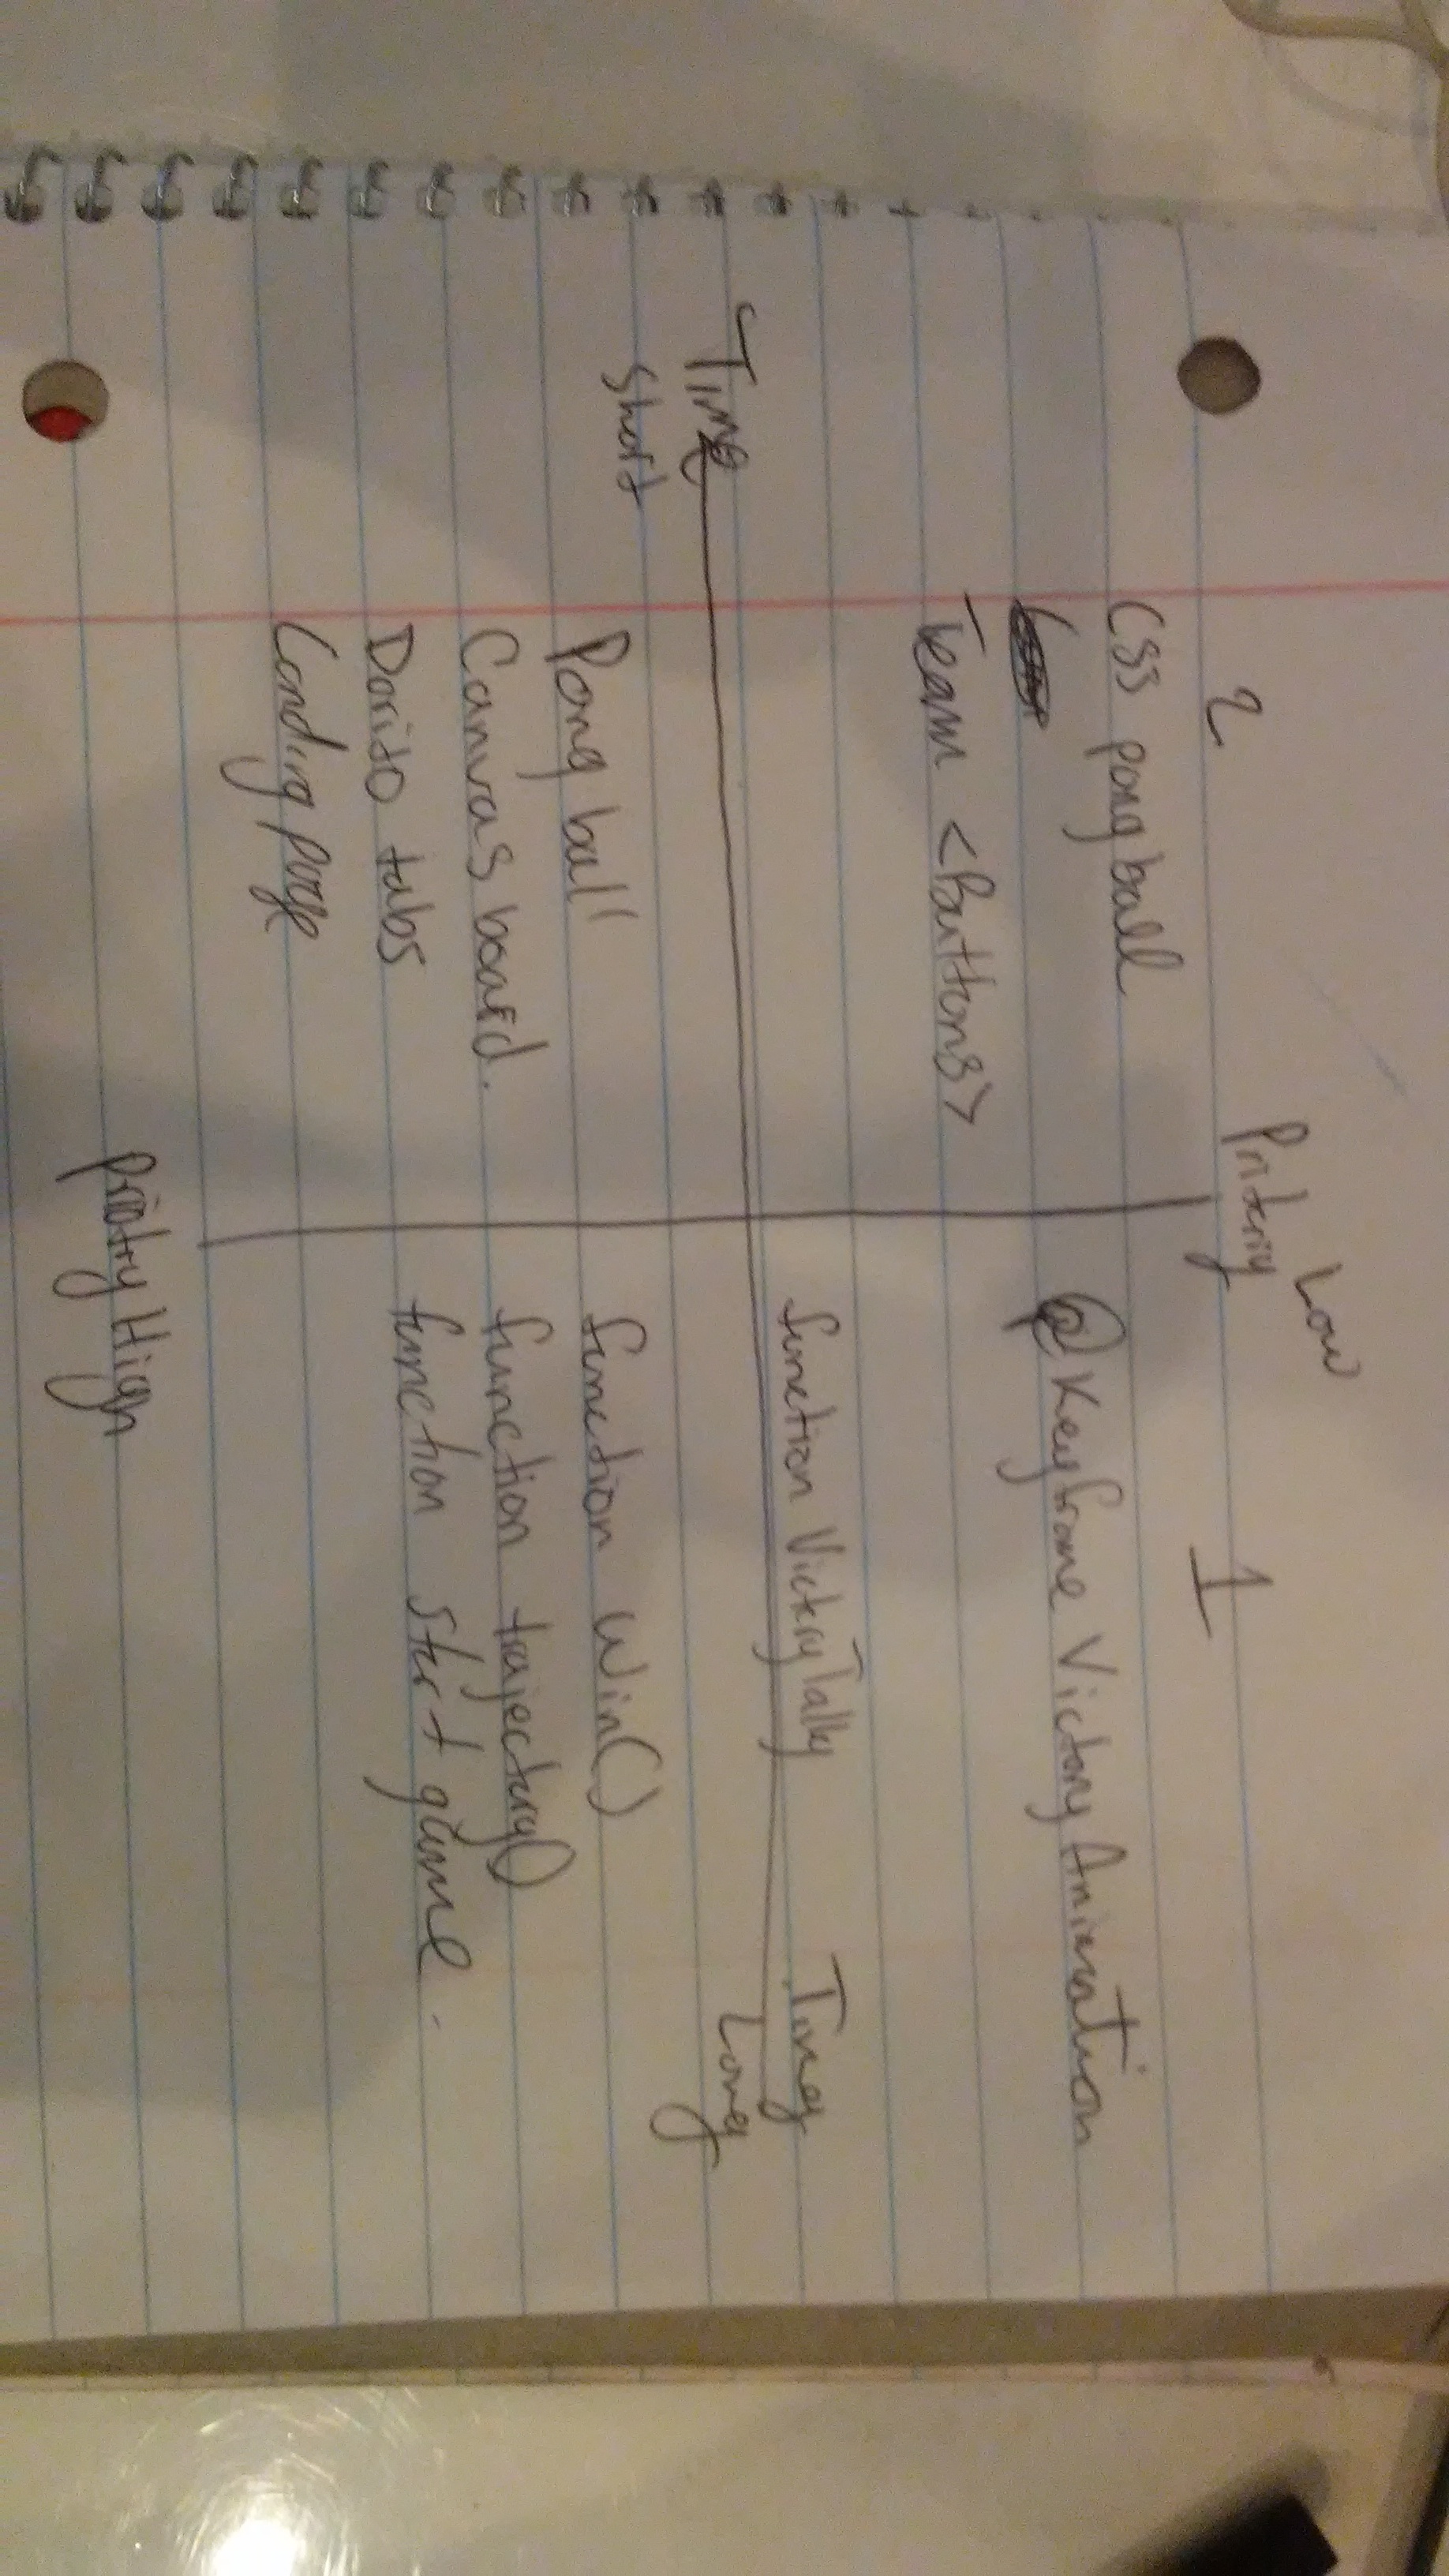 Priority Low
2
1
CSS pong ball
@Keyframe Victory Animation
Team <buttons>
function VictoryTally
Time
Short
Time
Long
Pong ball
function Win()
Canvas board.
function trajectory()
Dorito tabs
function start game.
Landing page
Priotry High